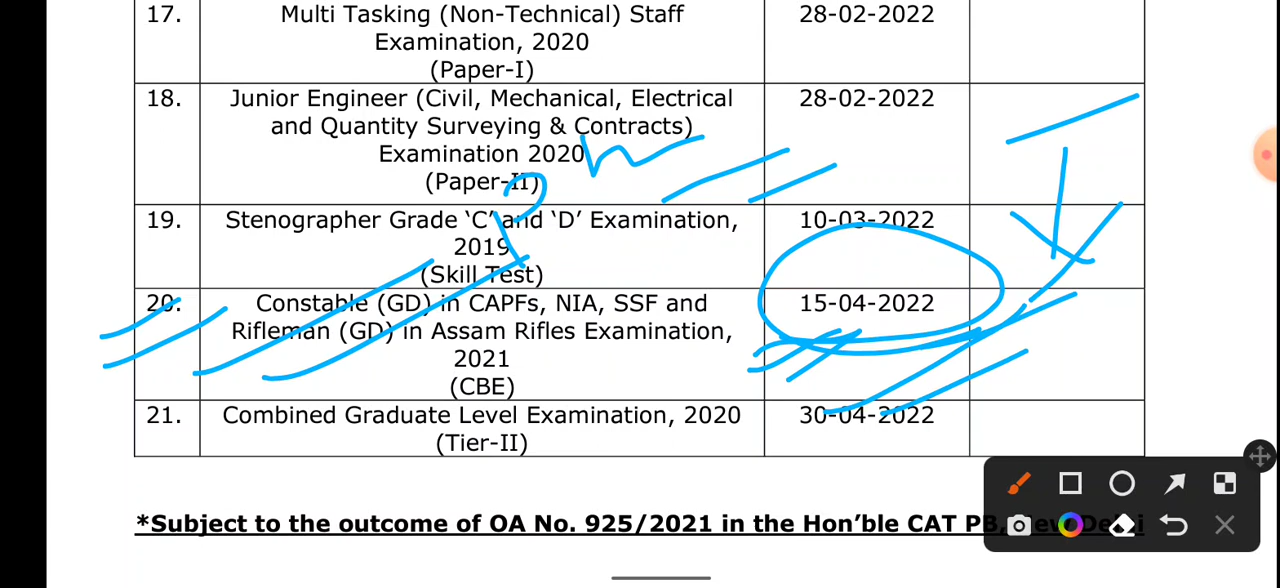 17. Multi Tasking (Non-Technical) Staff 28-02-2022
Examination, 2020
(Paper-I)
18. Junior Engineer (Civil, Mechanical, Electrical 28-02-2022
and Quantity Surveying & Contracts)
Examination 2020
(Paper-II)
19. Stenographer Grade ‘C’ and ‘D’ Examination, 10-03-2022
2019
(Skill Test)
20. Constable (GD) in CAPFs, NIA, SSF and 15-04-2022
Rifleman (GD) in Assam Rifles Examination,
2021
(CBE)
21. Combined Graduate Level Examination, 2020 30-04-2022
(Tier-II)
*Subject to the outcome of OA No. 925/2021 in the Hon’ble CAT PB, New Delhi